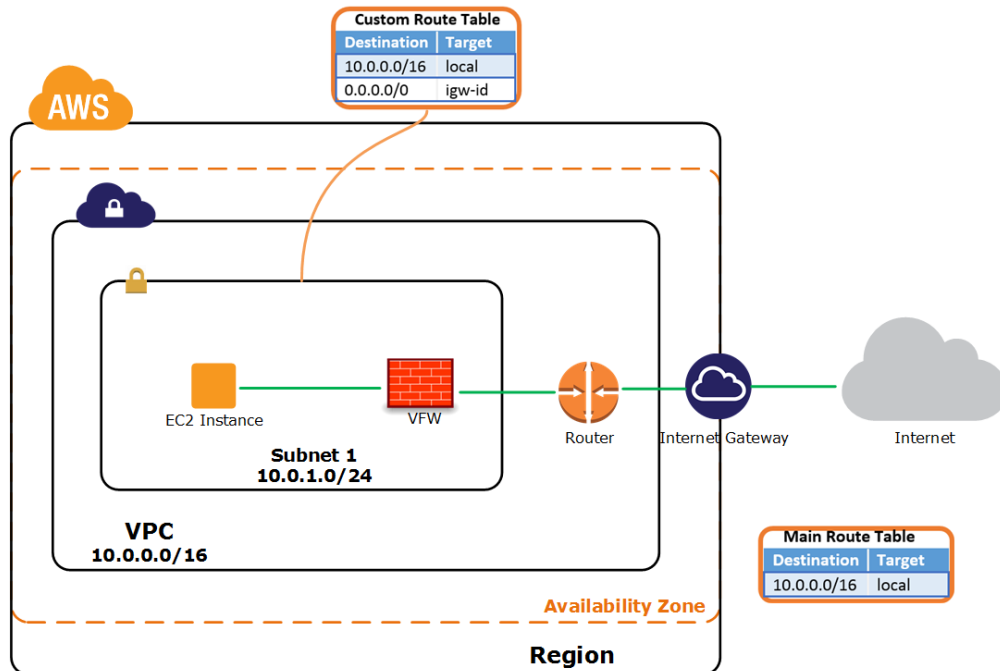 Custom Route Table
Destination Target
10.0.0.0/16 local
0.0.0.0/0 igw-id
AWS
EC2 Instance
VFW
Router
Internet Gateway
Internet
Subnet 1
10.0.1.0/24
VPC
10.0.0.0/16
Main Route Table
Destination Target
10.0.0.0/16 local
Availability Zone
Region